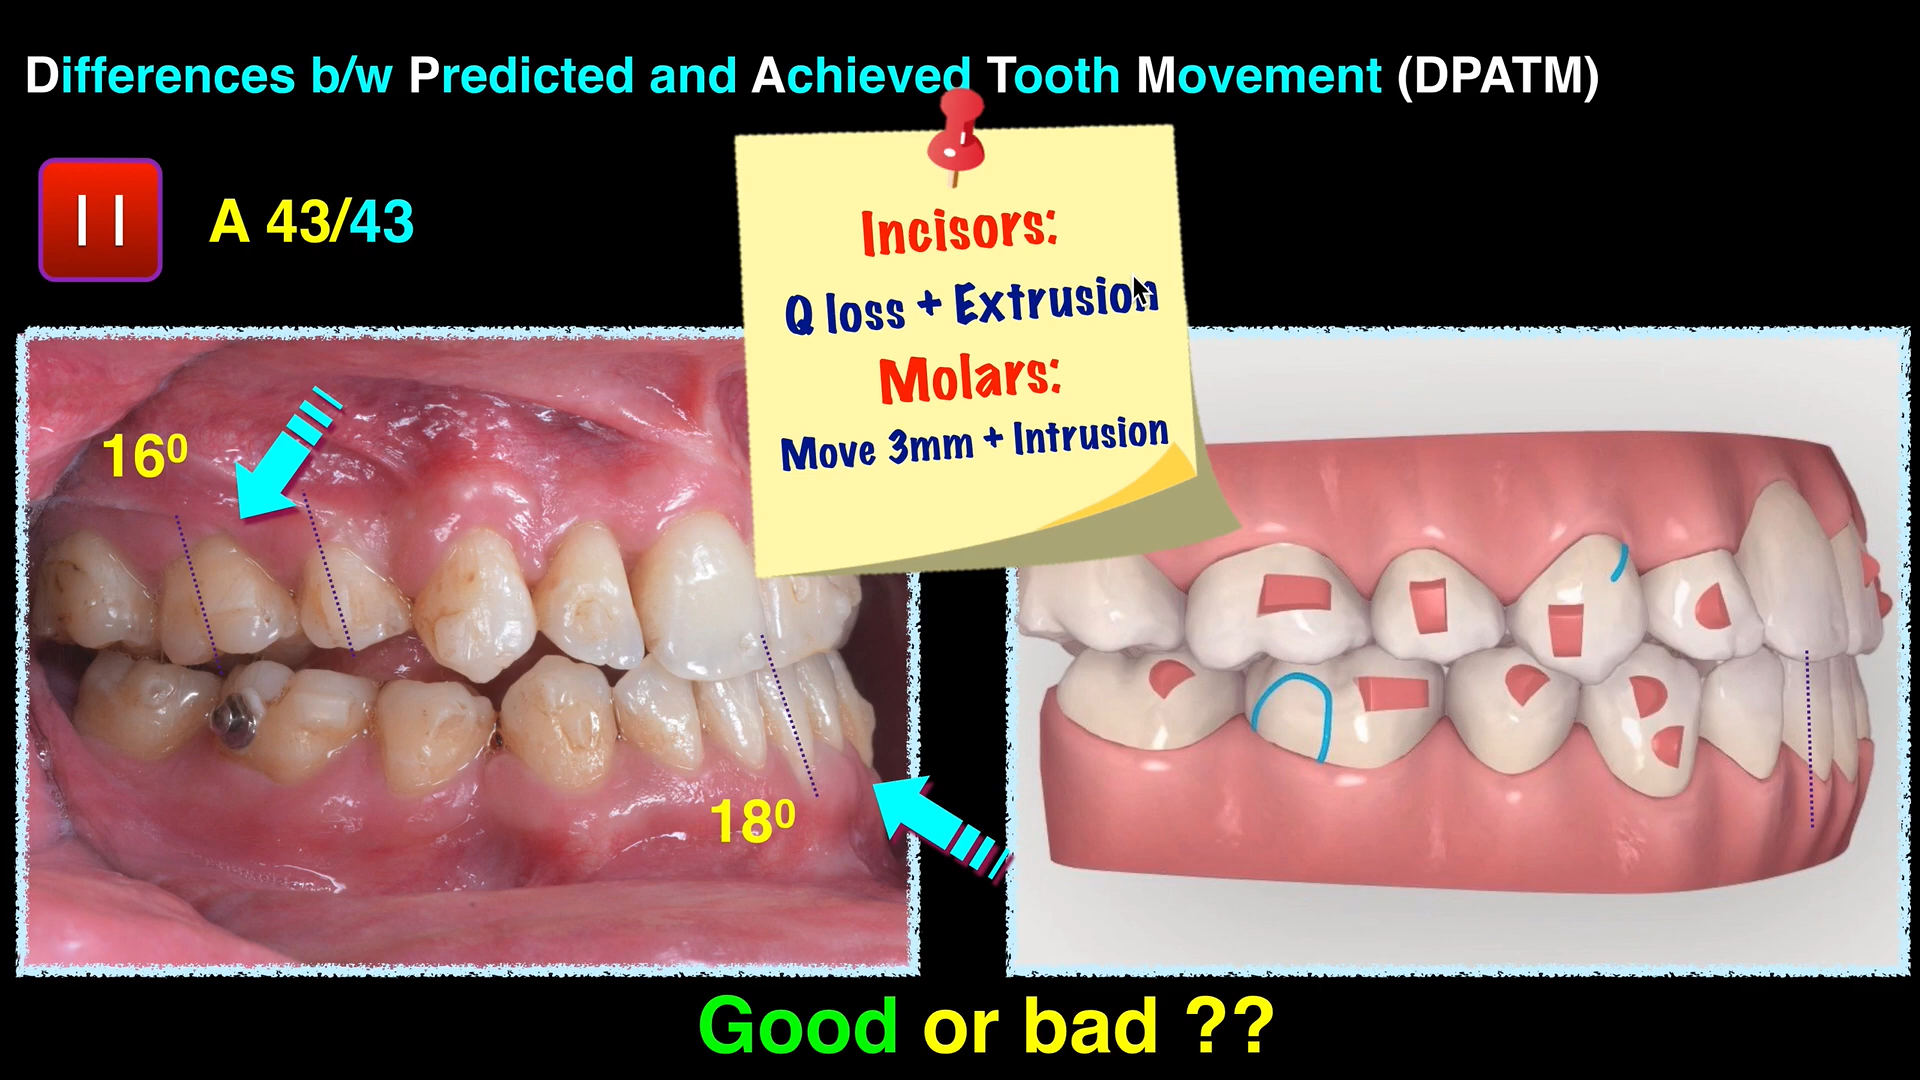 Differences b/w Predicted and Achieved Tooth Movement (DPATM)
A 43/43
Incisors:
Q loss + Extrusion
Molars:
Move 3mm + Intrusion
16⁰
18⁰
Good or bad ??